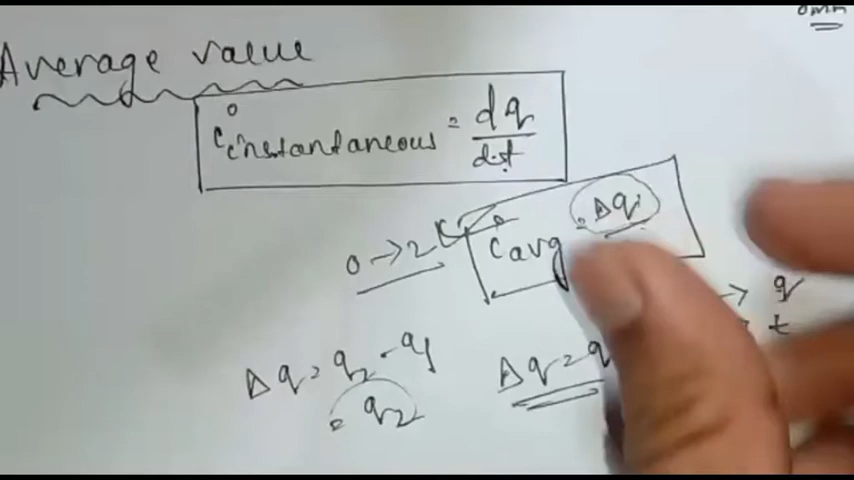 Average value
i instantaneous = dq/dt
0 → 2
i avg = Δq
→ q
t
Δq = q2 - q1
= q2
Δq = q